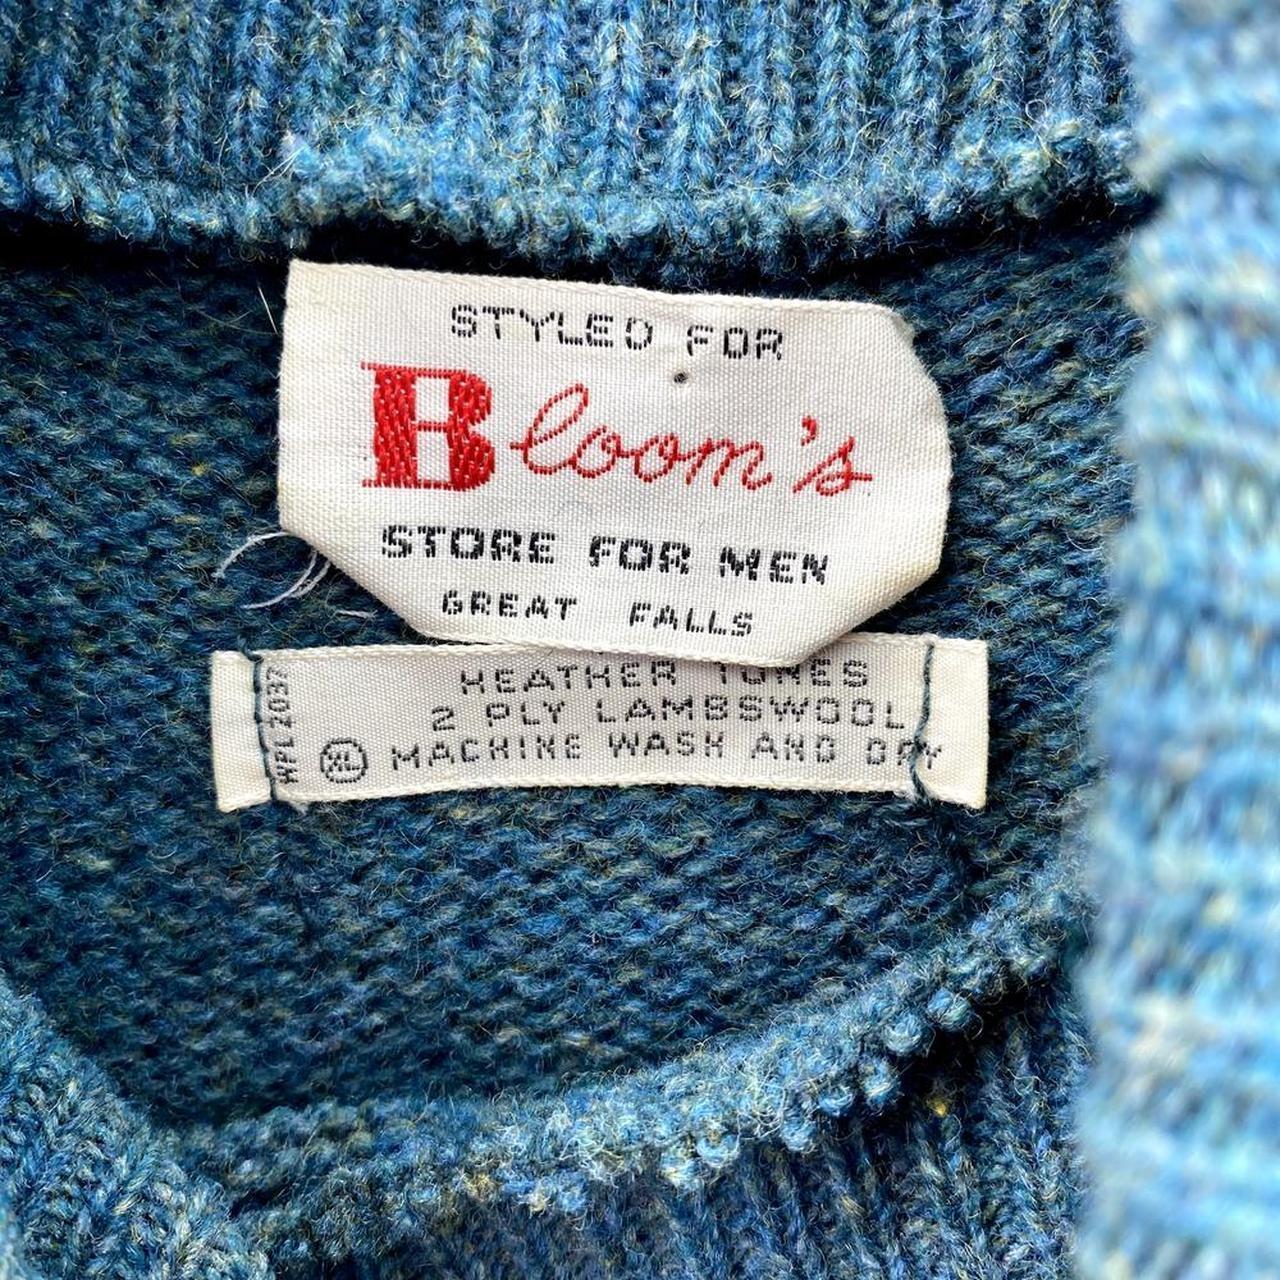 STYLED FOR
Bloom's
STORE FOR MEN
GREAT FALLS
HEATHER TONES
2 PLY LAMBSWOOL
XL MACHINE WASH AND DRY
WPL 2037